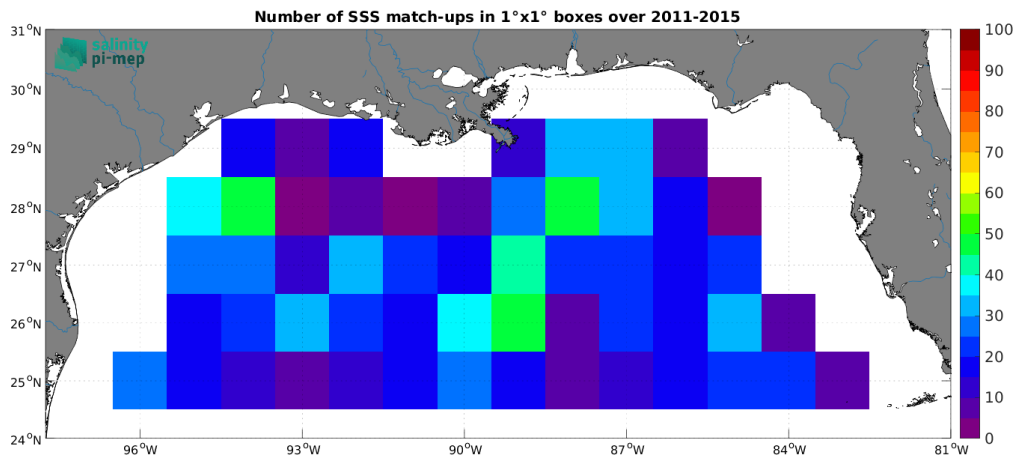 Number of SSS match-ups in 1°x1° boxes over 2011-2015
salinity
pi-mep
31°N
30°N
29°N
28°N
27°N
26°N
25°N
24°N
96°W 93°W 90°W 87°W 84°W 81°W
100
90
80
70
60
50
40
30
20
10
0